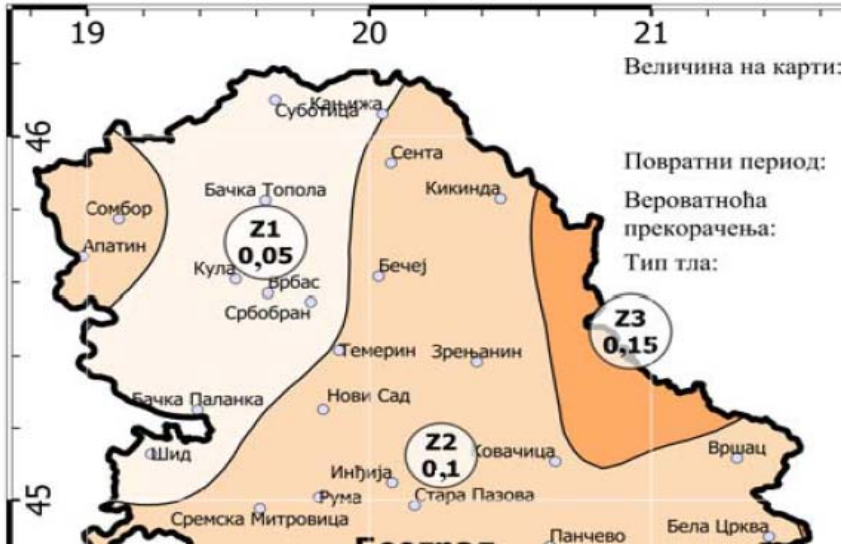 19
20
21
Величина на карти:
46
Повратни период:
Вероватноћа
прекорачења:
Тип тла:
Суботица
Кањижа
Сента
Кикинда
Бачка Топола
Сомбор
Апатин
Z1
0,05
Кула
Врбас
Србобран
Бечеј
Z3
0,15
Темерин
Зрењанин
Бачка Паланка
Нови Сад
Шид
Z2
0,1
Ковачица
Вршац
Инђија
45
Рума
Стара Пазова
Сремска Митровица
Панчево
Бела Црква
Београд